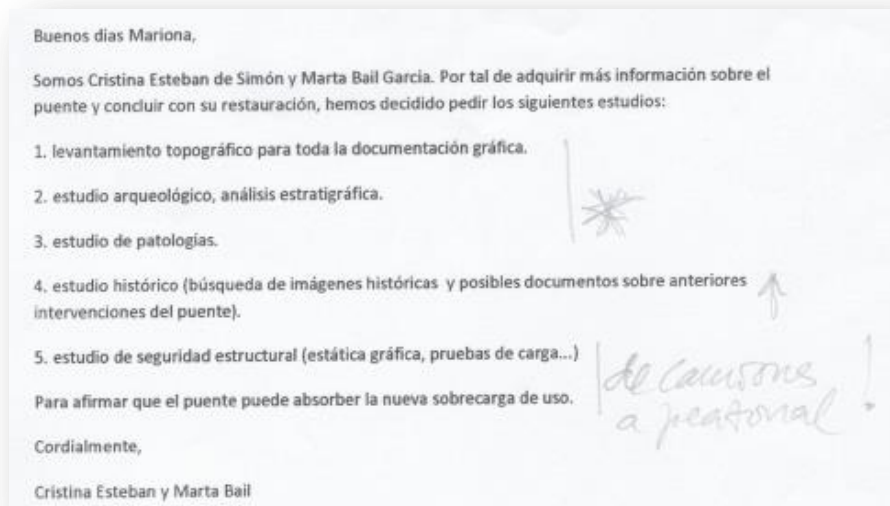 Buenos dias Mariona,
Somos Cristina Esteban de Simón y Marta Bail Garcia. Por tal de adquirir más información sobre el
puente y concluir con su restauración, hemos decidido pedir los siguientes estudios:
1. levantamiento topográfico para toda la documentación gráfica.
2. estudio arqueológico, análisis estratigráfica.
3. estudio de patologías.
4. estudio histórico (búsqueda de imágenes históricas y posibles documentos sobre anteriores
intervenciones del puente).
5. estudio de seguridad estructural (estática gráfica, pruebas de carga...)
de camiones
a peatonal !
Para afirmar que el puente puede absorber la nueva sobrecarga de uso.
Cordialmente,
Cristina Esteban y Marta Bail